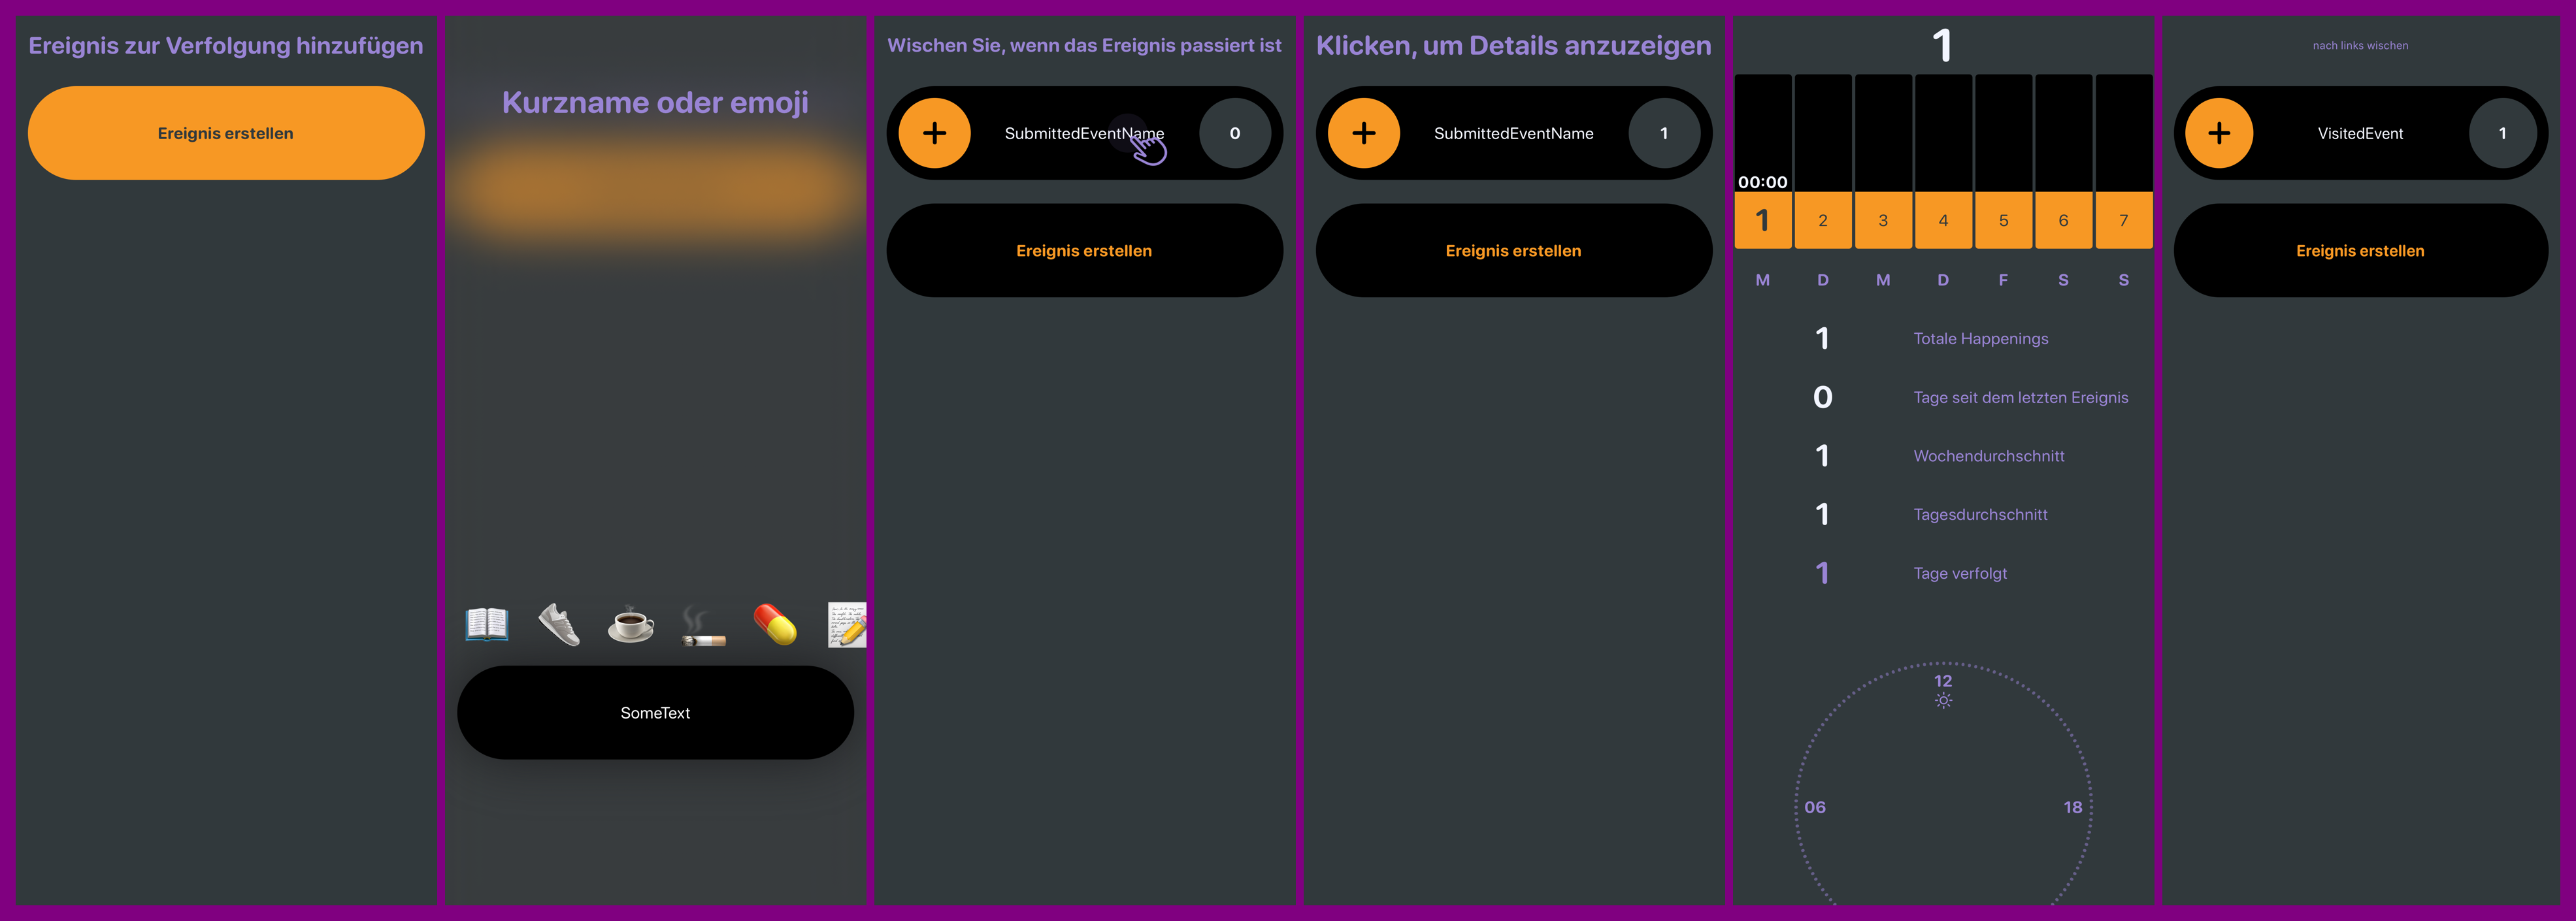 Ereignis zur Verfolgung hinzufügen
Ereignis erstellen
Kurzname oder emoji
SomeText
Wischen Sie, wenn das Ereignis passiert ist
+ SubmittedEventName 0
Ereignis erstellen
Klicken, um Details anzuzeigen
+ SubmittedEventName 1
Ereignis erstellen
1
00:00
1 2 3 4 5 6 7
M D M D F S S
1 Totale Happenings
0 Tage seit dem letzten Ereignis
1 Wochendurchschnitt
1 Tagesdurchschnitt
1 Tage verfolgt
12
06 18
nach links wischen
+ VisitedEvent 1
Ereignis erstellen